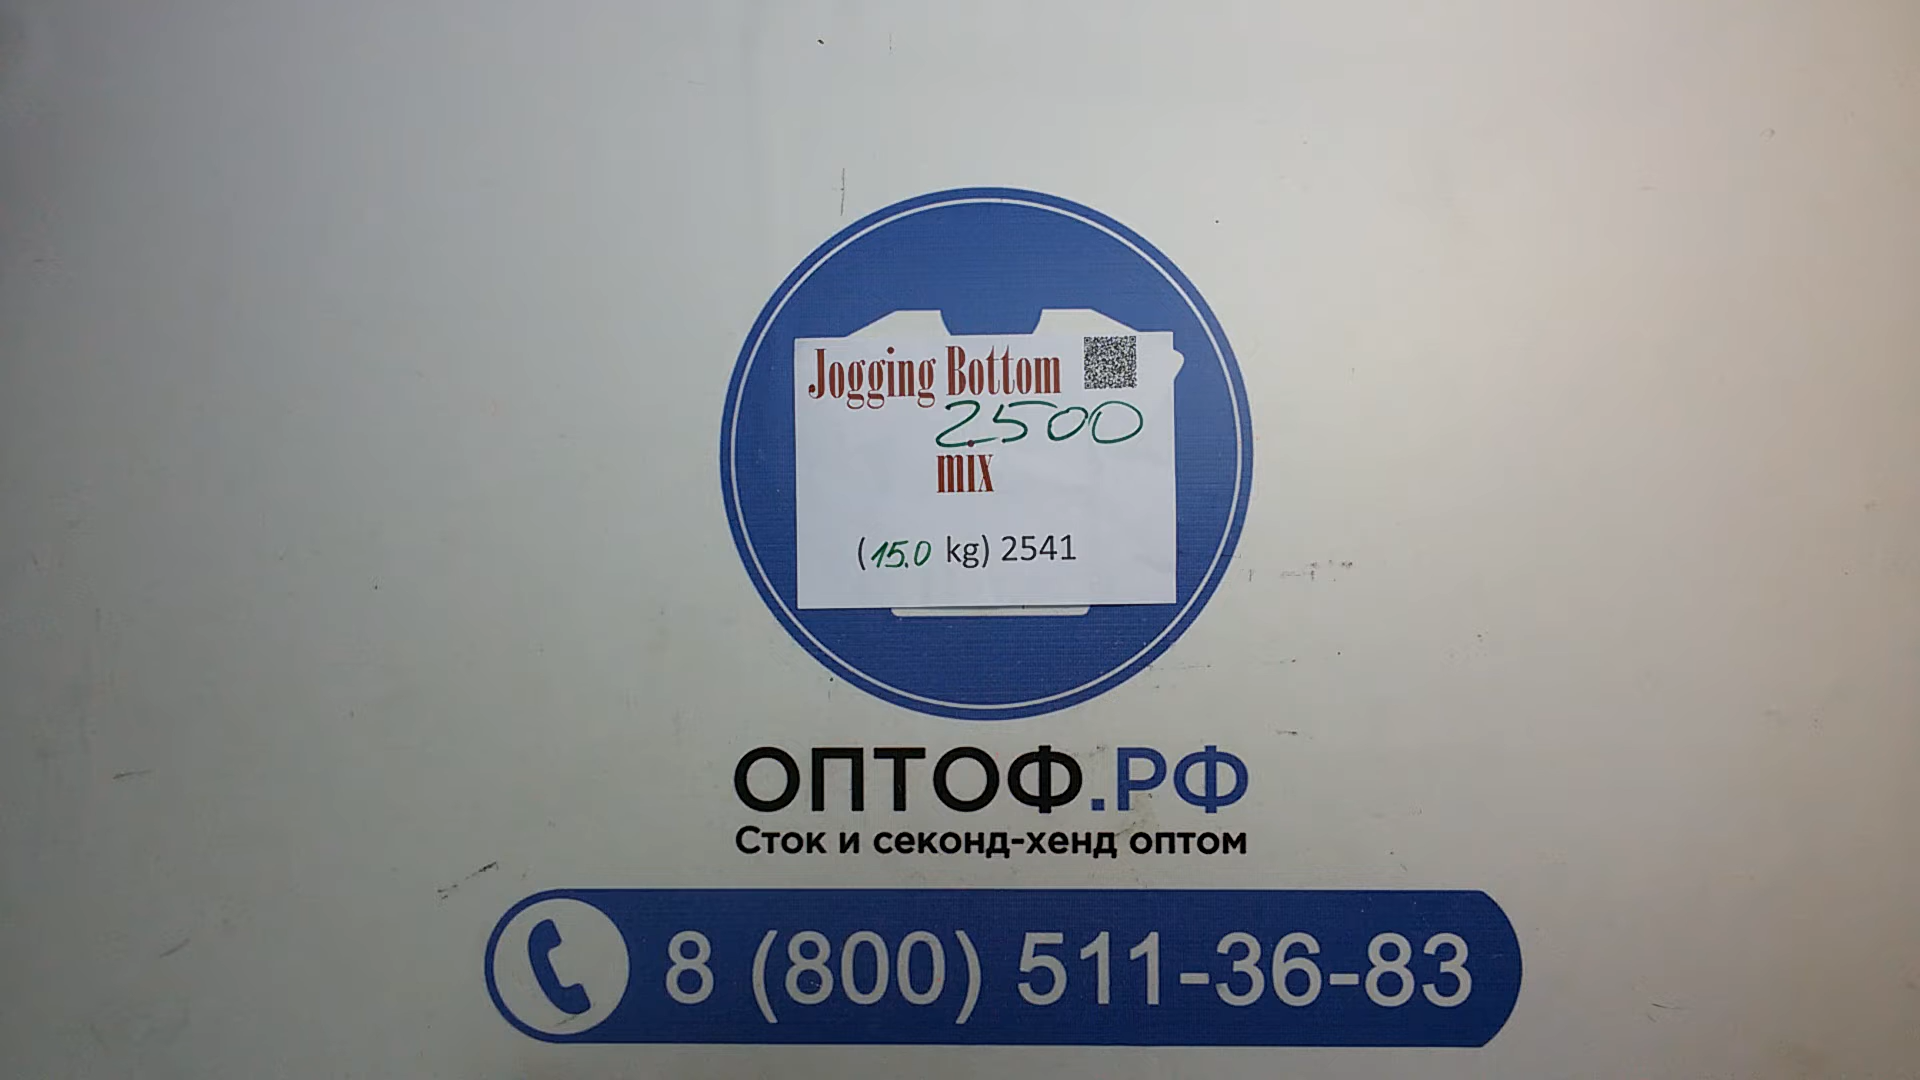 Jogging Bottom
2500
mix
(15.0 kg) 2541
ОПТОФ.РФ
Сток и секонд-хенд оптом
8 (800) 511-36-83